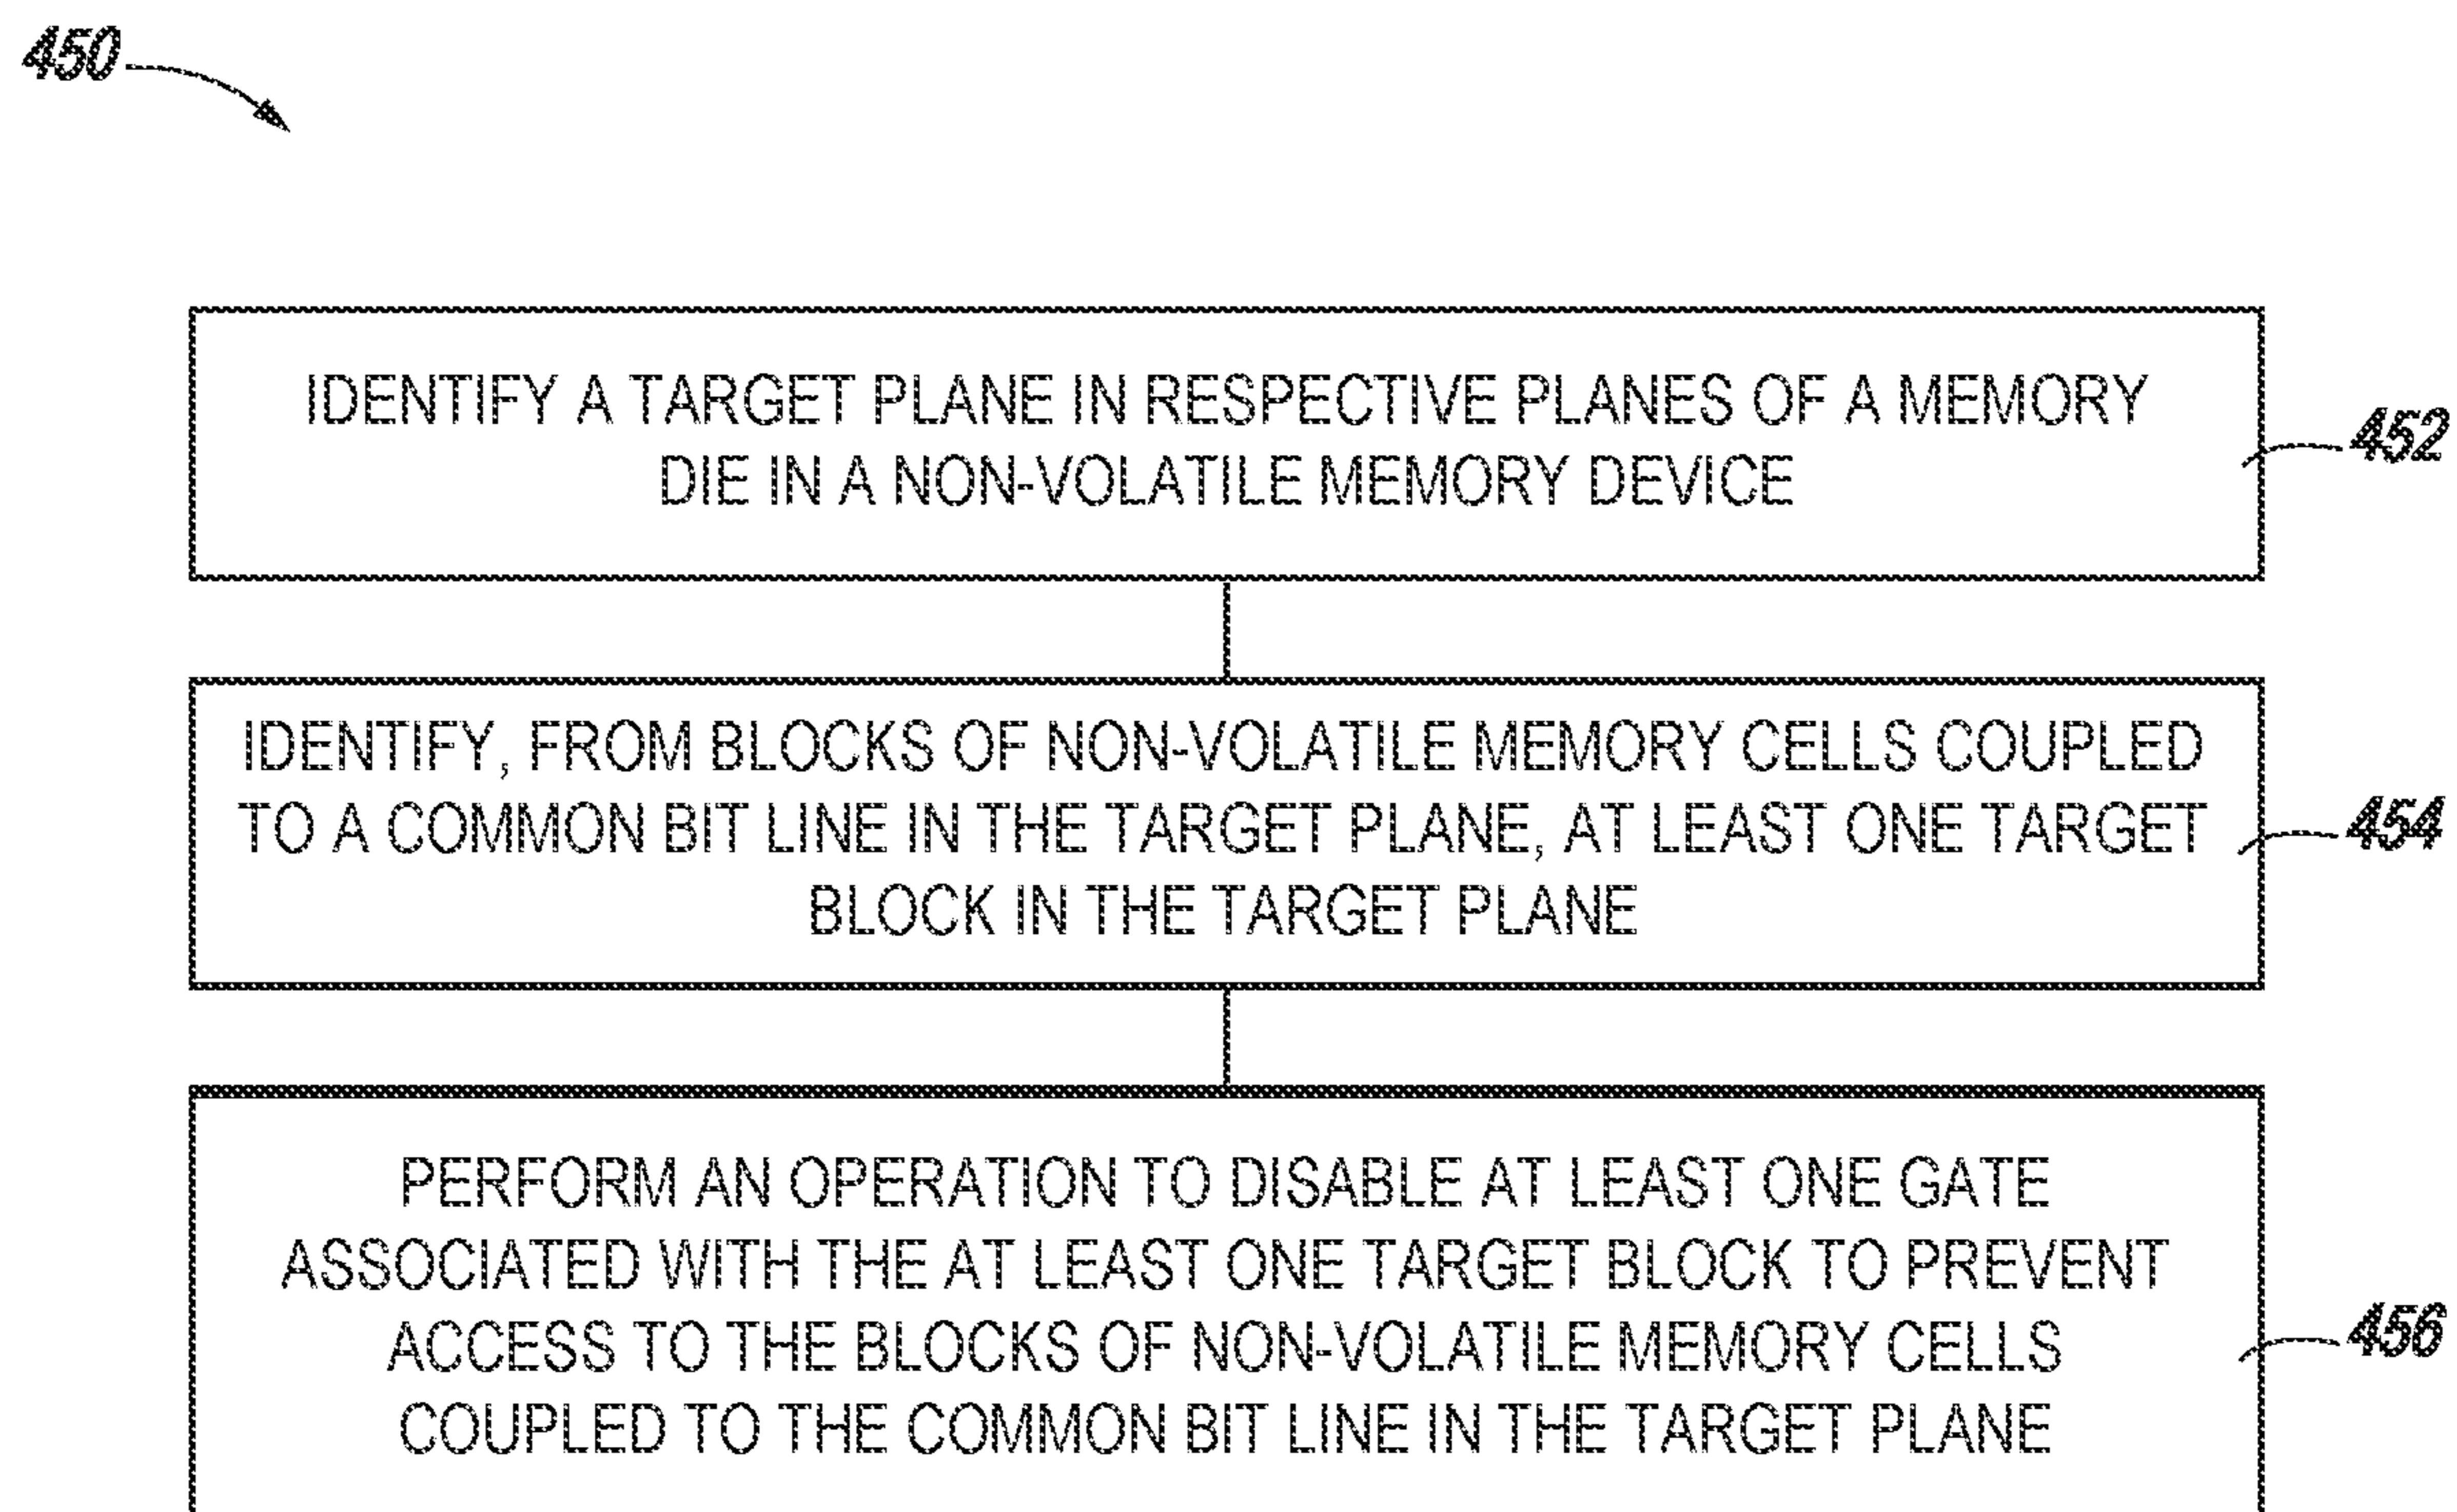 450
IDENTIFY A TARGET PLANE IN RESPECTIVE PLANES OF A MEMORY
DIE IN A NON-VOLATILE MEMORY DEVICE
452
IDENTIFY, FROM BLOCKS OF NON-VOLATILE MEMORY CELLS COUPLED
TO A COMMON BIT LINE IN THE TARGET PLANE, AT LEAST ONE TARGET
BLOCK IN THE TARGET PLANE
454
PERFORM AN OPERATION TO DISABLE AT LEAST ONE GATE
ASSOCIATED WITH THE AT LEAST ONE TARGET BLOCK TO PREVENT
ACCESS TO THE BLOCKS OF NON-VOLATILE MEMORY CELLS
COUPLED TO THE COMMON BIT LINE IN THE TARGET PLANE
456